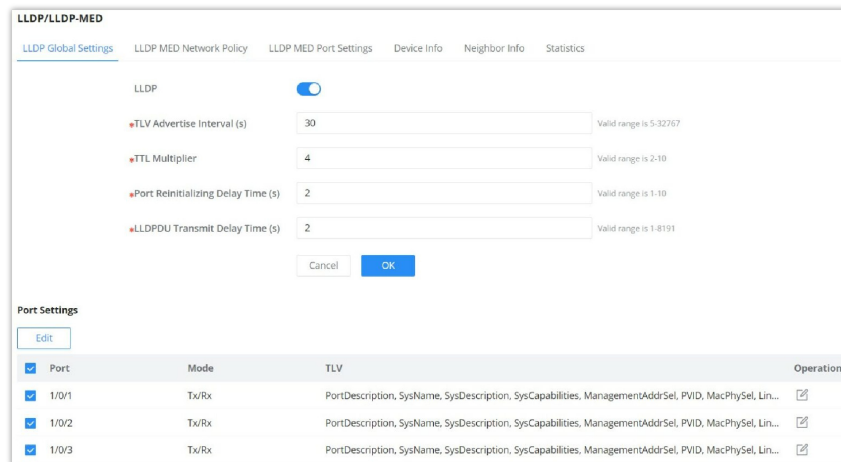 LLDP/LLDP-MED
LLDP Global Settings LLDP MED Network Policy LLDP MED Port Settings Device Info Neighbor Info Statistics
LLDP
*TLV Advertise Interval (s) 30 Valid range is 5-32767
*TTL Multiplier 4 Valid range is 2-10
*Port Reinitializing Delay Time (s) 2 Valid range is 1-10
*LLDPDU Transmit Delay Time (s) 2 Valid range is 1-8191
Cancel OK
Port Settings
Edit
Port Mode TLV Operation
1/0/1 Tx/Rx PortDescription, SysName, SysDescription, SysCapabilities, ManagementAddrSel, PVID, MacPhySel, Lin...
1/0/2 Tx/Rx PortDescription, SysName, SysDescription, SysCapabilities, ManagementAddrSel, PVID, MacPhySel, Lin...
1/0/3 Tx/Rx PortDescription, SysName, SysDescription, SysCapabilities, ManagementAddrSel, PVID, MacPhySel, Lin...